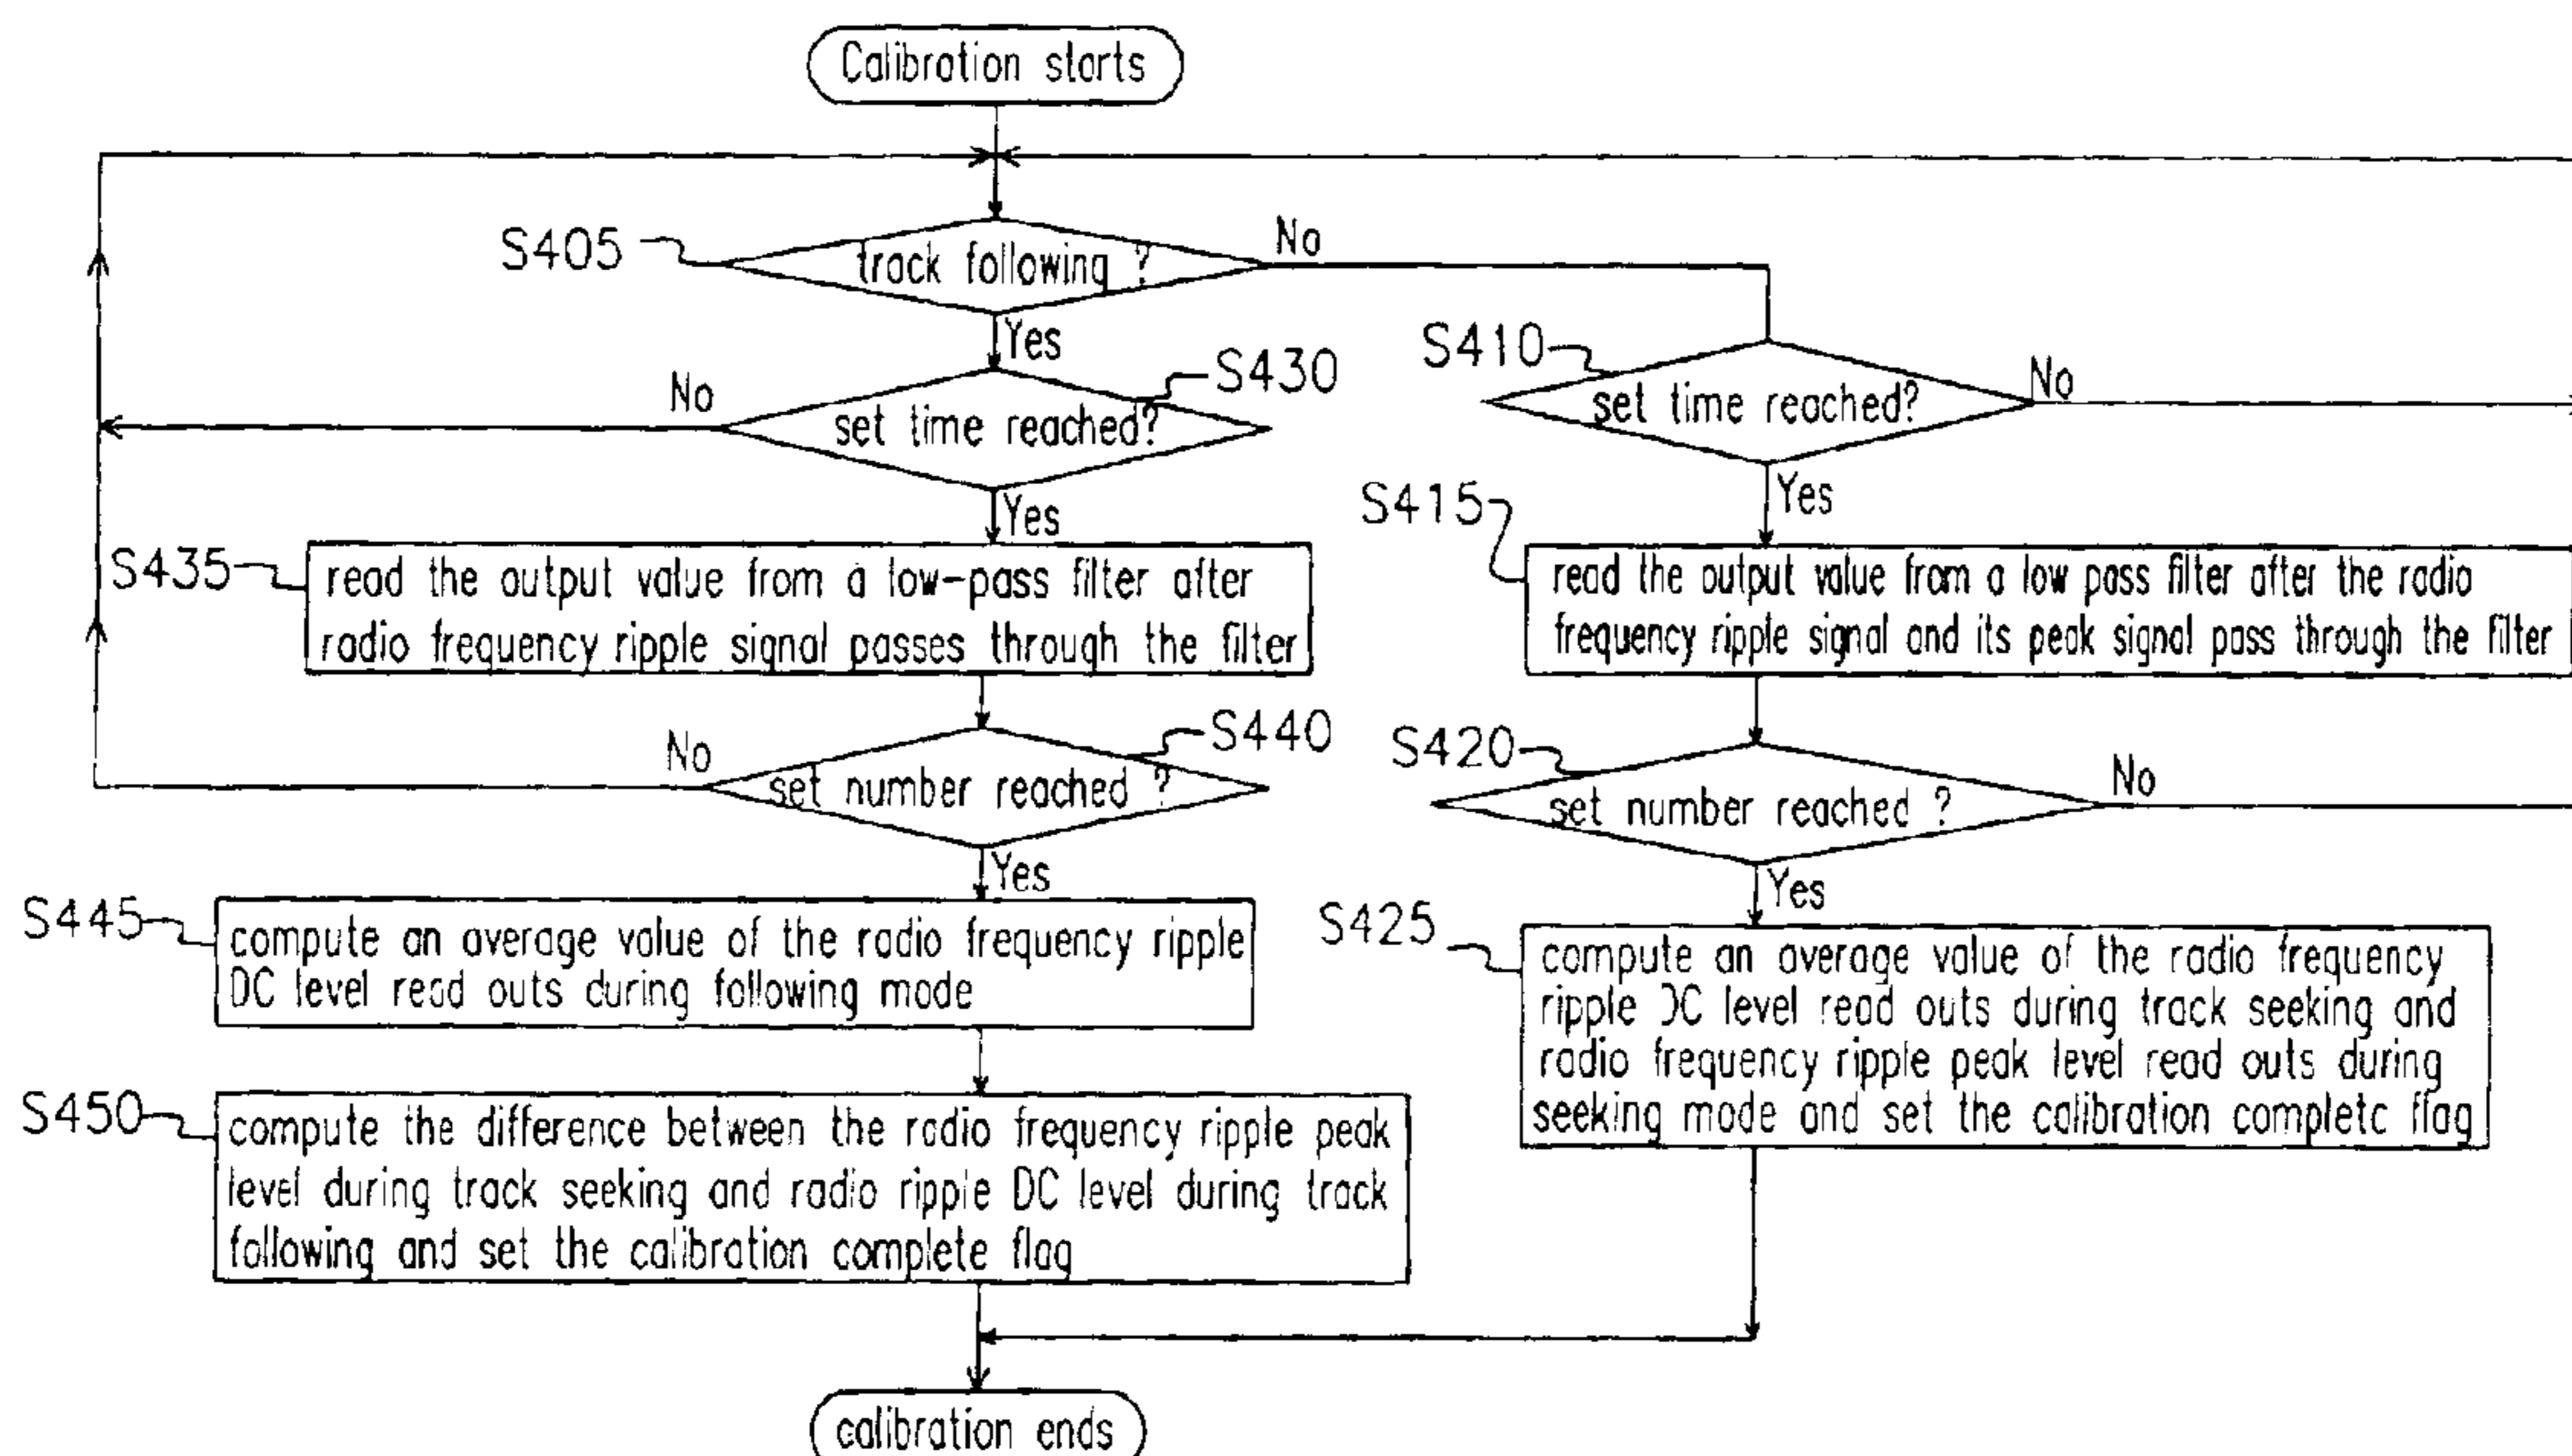 Calibration starts
S405
track following ?
No
Yes
S430
No
set time reached?
Yes
S410
set time reached?
No
Yes
S435
read the output value from a low-pass filter after
radio frequency ripple signal passes through the filter
S415
read the output value from a low pass filter after the radio
frequency ripple signal and its peak signal pass through the filter
S440
No
set number reached ?
Yes
S420
set number reached ?
No
Yes
S445
compute an average value of the radio frequency ripple
DC level read outs during following mode
S425
compute an average value of the radio frequency
ripple DC level read outs during track seeking and
radio frequency ripple peak level read outs during
seeking mode and set the calibration complete flag
S450
compute the difference between the radio frequency ripple peak
level during track seeking and radio ripple DC level during track
following and set the calibration complete flag
calibration ends